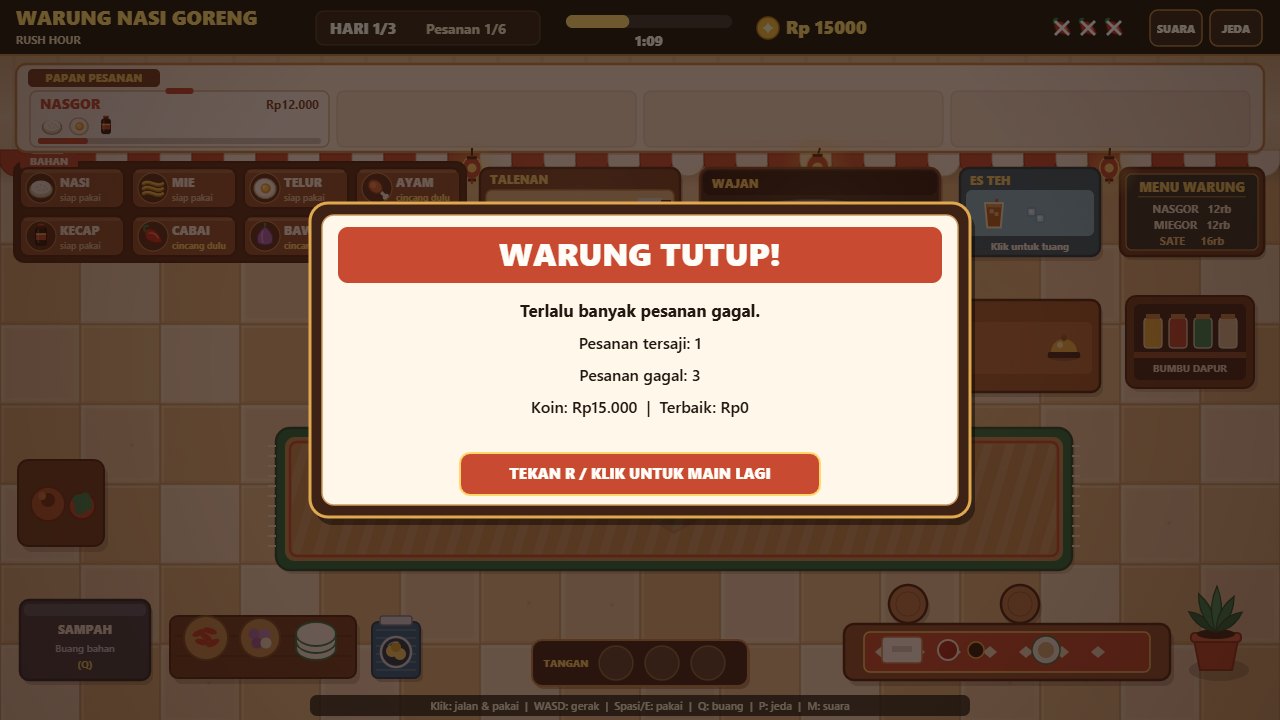 WARUNG NASI GORENG
RUSH HOUR
HARI 1/3 Pesanan 1/6
1:09
Rp 15000
SUARA
JEDA
PAPAN PESANAN
NASGOR Rp12.000
BAHAN
NASI
siap pakai
MIE
siap pakai
TELUR
siap pakai
AYAM
cincang dulu
KECAP
siap pakai
CABAI
cincang dulu
TALENAN
WAJAN
ES TEH
Klik untuk tuang
MENU WARUNG
NASGOR 12rb
MIEGOR 12rb
SATE 16rb
WARUNG TUTUP!
Terlalu banyak pesanan gagal.
Pesanan tersaji: 1
Pesanan gagal: 3
Koin: Rp15.000 | Terbaik: Rp0
TEKAN R / KLIK UNTUK MAIN LAGI
BUMBU DAPUR
SAMPAH
Buang bahan
(Q)
TANGAN
Klik: jalan & pakai | WASD: gerak | Spasi/E: pakai | Q: buang | P: jeda | M: suara